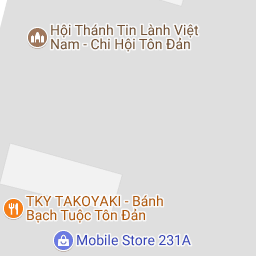 Hội Thánh Tin Lành Việt
Nam - Chi Hội Tôn Đản
TKY TAKOYAKI - Bánh
Bạch Tuộc Tôn Đản
Mobile Store 231A